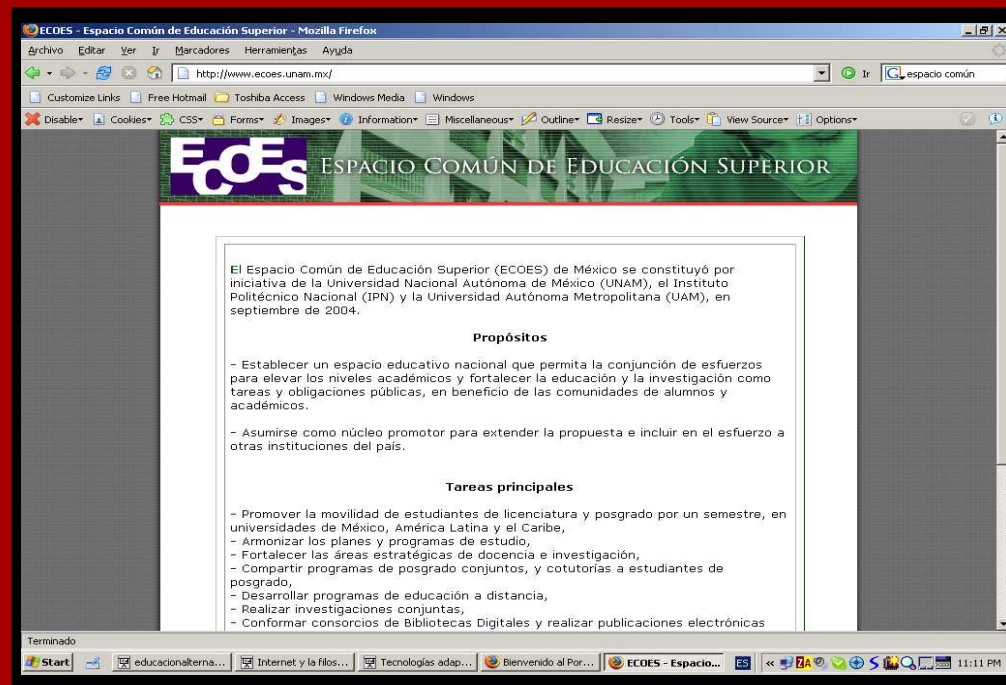 ECOES - Espacio Común de Educación Superior - Mozilla Firefox
Archivo Editar Ver Ir Marcadores Herramientas Ayuda
http://www.ecoes.unam.mx/ Ir espacio común
Customize Links Free Hotmail Toshiba Access Windows Media Windows
Disable Cookies CSS Forms Images Information Miscellaneous Outline Resize Tools View Source Options
ECOEs ESPACIO COMÚN DE EDUCACIÓN SUPERIOR
El Espacio Común de Educación Superior (ECOES) de México se constituyó por
iniciativa de la Universidad Nacional Autónoma de México (UNAM), el Instituto
Politécnico Nacional (IPN) y la Universidad Autónoma Metropolitana (UAM), en
septiembre de 2004.
Propósitos
- Establecer un espacio educativo nacional que permita la conjunción de esfuerzos
para elevar los niveles académicos y fortalecer la educación y la investigación como
tareas y obligaciones públicas, en beneficio de las comunidades de alumnos y
académicos.
- Asumirse como núcleo promotor para extender la propuesta e incluir en el esfuerzo a
otras instituciones del país.
Tareas principales
- Promover la movilidad de estudiantes de licenciatura y posgrado por un semestre, en
universidades de México, América Latina y el Caribe,
- Armonizar los planes y programas de estudio,
- Fortalecer las áreas estratégicas de docencia e investigación,
- Compartir programas de posgrado conjuntos, y cotutorías a estudiantes de
posgrado,
- Desarrollar programas de educación a distancia,
- Realizar investigaciones conjuntas,
- Conformar consorcios de Bibliotecas Digitales y realizar publicaciones electrónicas
Terminado
Start educacionalterna... Internet y la filos... Tecnologías adap... Bienvenido al Por... ECOES - Espacio... ES « 11:11 PM